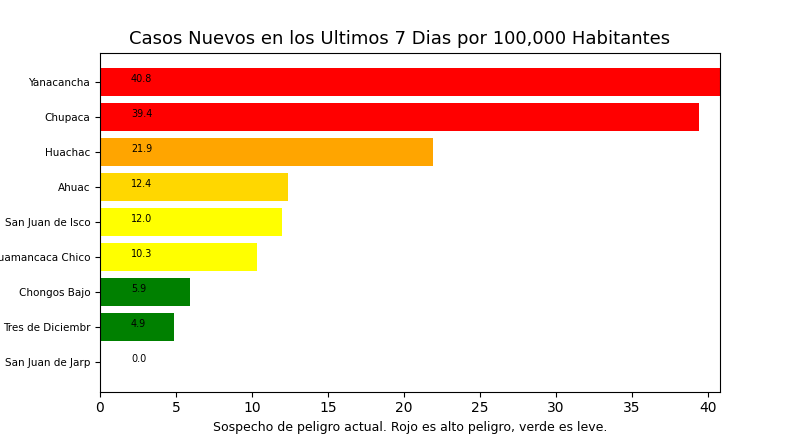 Casos Nuevos en los Ultimos 7 Dias por 100,000 Habitantes
Yanacancha 40.8
Chupaca 39.4
Huachac 21.9
Ahuac 12.4
San Juan de Isco 12.0
uamancaca Chico 10.3
Chongos Bajo 5.9
Tres de Diciembr 4.9
San Juan de Jarp 0.0
0 5 10 15 20 25 30 35 40
Sospecho de peligro actual. Rojo es alto peligro, verde es leve.